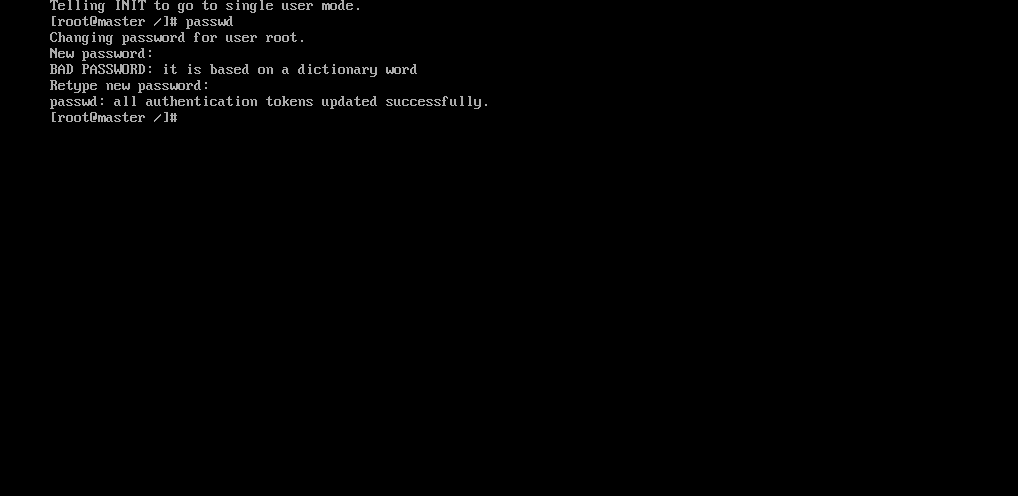 Telling INIT to go to single user mode.
[root@master /]# passwd
Changing password for user root.
New password:
BAD PASSWORD: it is based on a dictionary word
Retype new password:
passwd: all authentication tokens updated successfully.
[root@master /]#